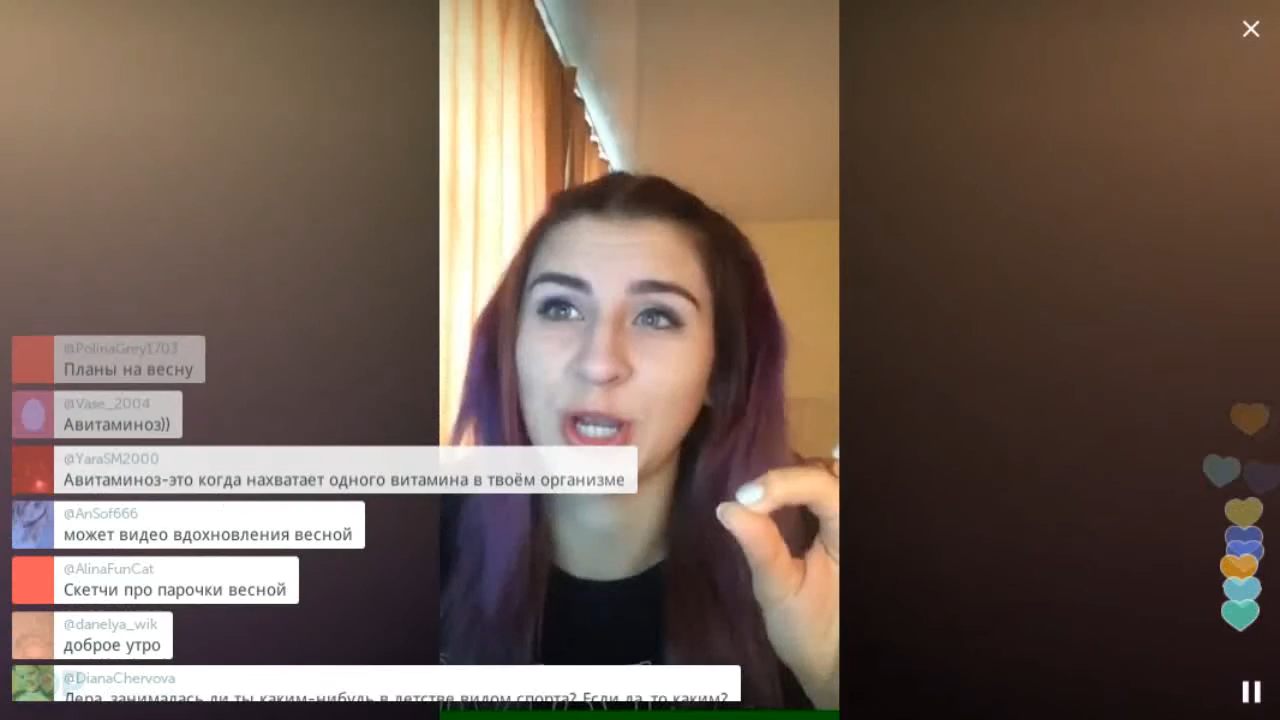 @PolinaGrey1703
Планы на весну
@Vase_2004
Авитаминоз))
@YaraSM2000
Авитаминоз-это когда нахватает одного витамина в твоём организме
@AnSof666
может видео вдохновления весной
@AlinaFunCat
Скетчи про парочки весной
@danelya_wik
доброе утро
@DianaChervova
Лера, занималась ли ты каким-нибудь в детстве видом спорта? Если да, то каким?